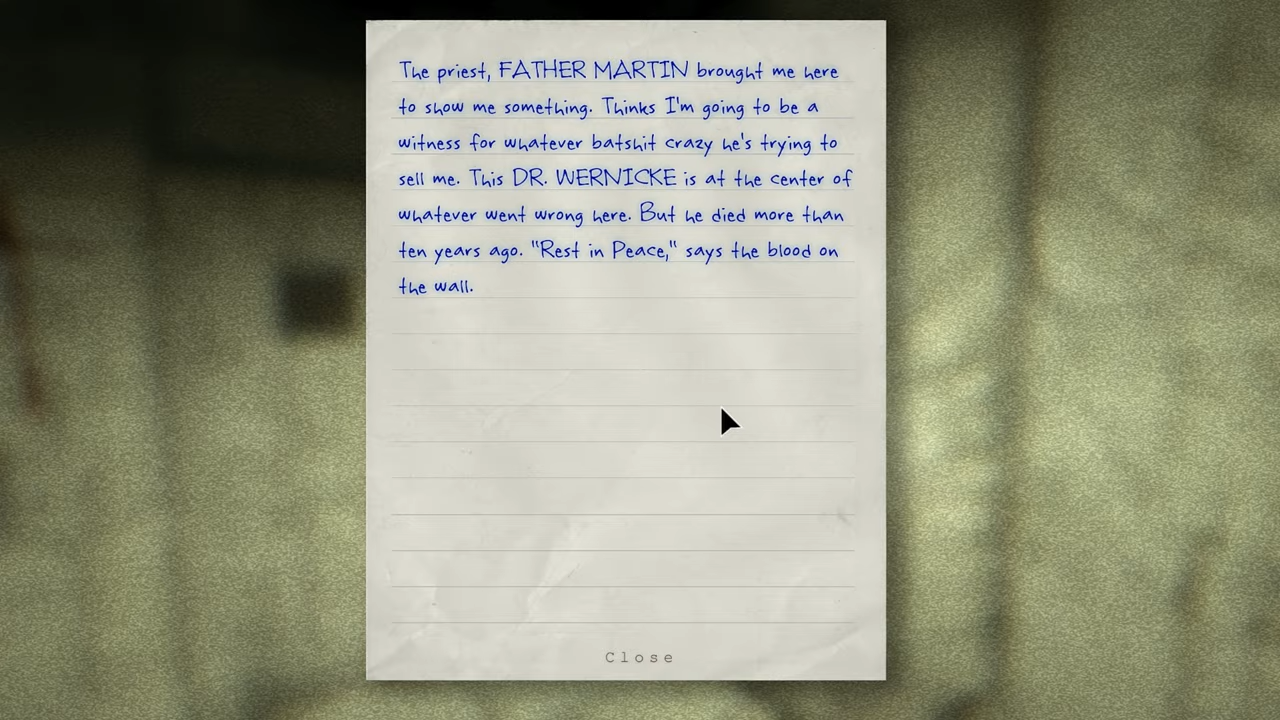 The priest, FATHER MARTIN brought me here
to show me something. Thinks I'm going to be a
witness for whatever batshit crazy he's trying to
sell me. This DR. WERNICKE is at the center of
whatever went wrong here. But he died more than
ten years ago. "Rest in Peace," says the blood on
the wall.
Close